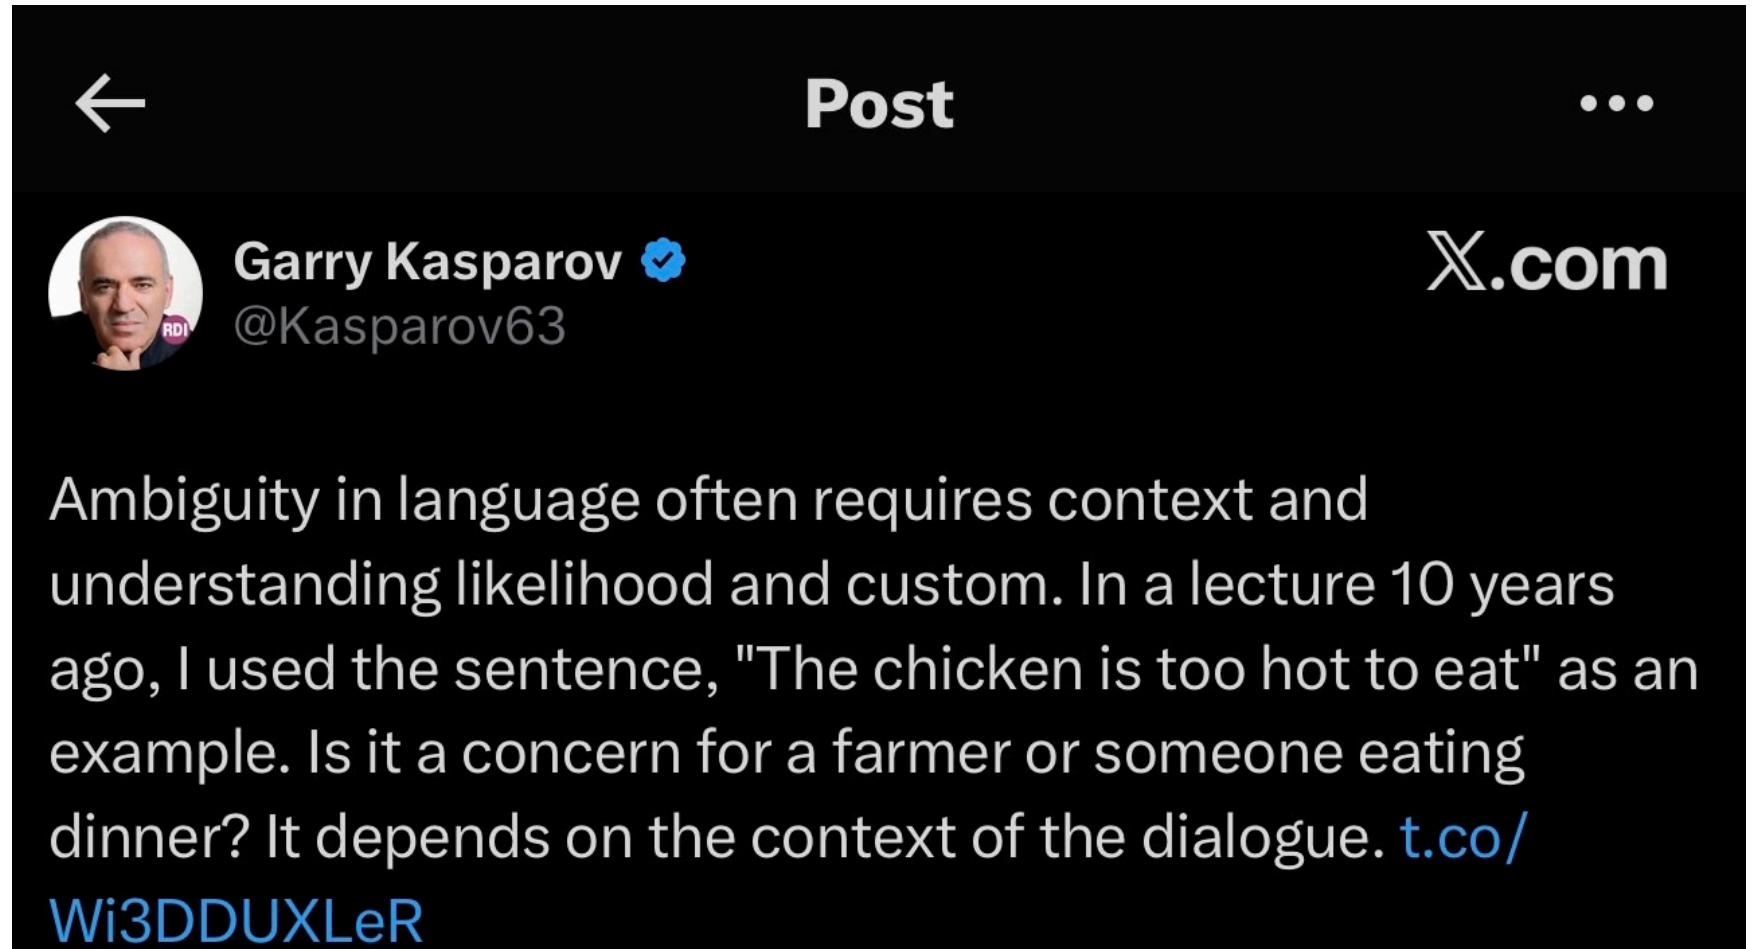 Post
Garry Kasparov
X.com
@Kasparov63
RDI
Ambiguity in language often requires context and
understanding likelihood and custom. In a lecture 10 years
ago, I used the sentence, "The chicken is too hot to eat" as an
example. Is it a concern for a farmer or someone eating
dinner? It depends on the context of the dialogue. t.co/
Wi3DDUXLeR